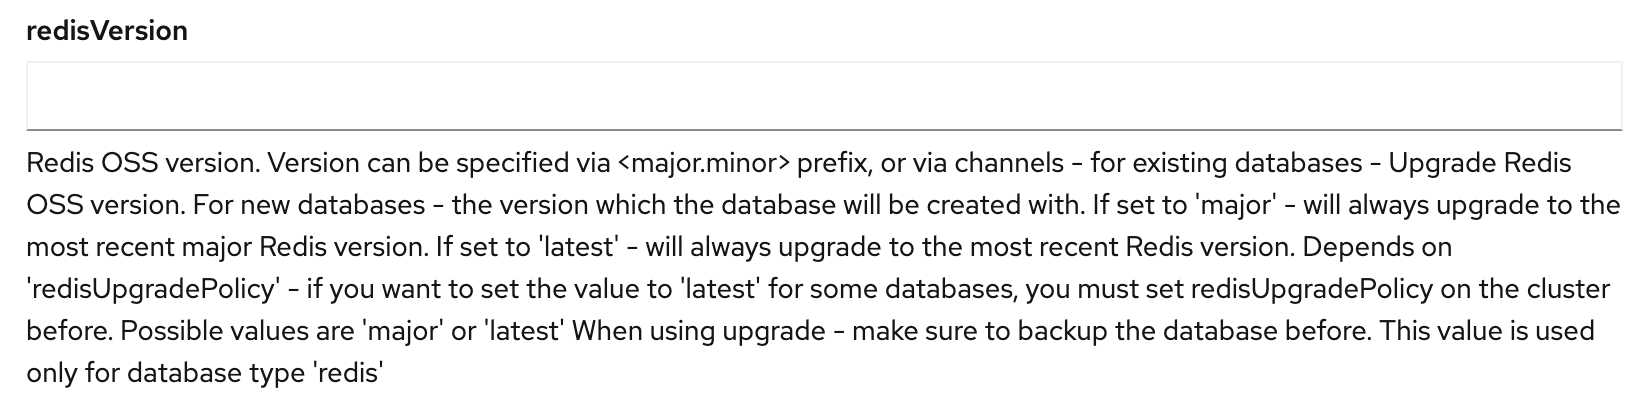 redisVersion
Redis OSS version. Version can be specified via <major.minor> prefix, or via channels - for existing databases - Upgrade Redis
OSS version. For new databases - the version which the database will be created with. If set to 'major' - will always upgrade to the
most recent major Redis version. If set to 'latest' - will always upgrade to the most recent Redis version. Depends on
'redisUpgradePolicy' - if you want to set the value to 'latest' for some databases, you must set redisUpgradePolicy on the cluster
before. Possible values are 'major' or 'latest' When using upgrade - make sure to backup the database before. This value is used
only for database type 'redis'